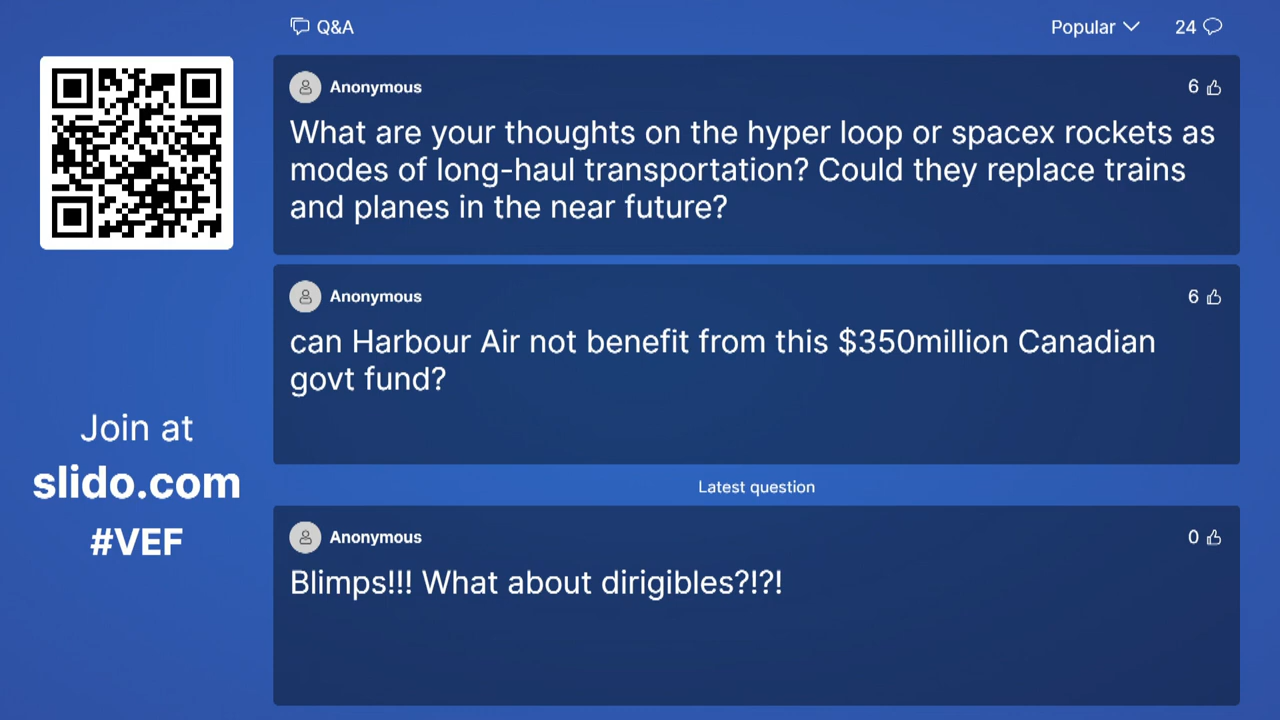 Q&A
Popular
24
Anonymous
6
What are your thoughts on the hyper loop or spacex rockets as
modes of long-haul transportation? Could they replace trains
and planes in the near future?
Anonymous
6
can Harbour Air not benefit from this $350million Canadian
govt fund?
Join at
slido.com
#VEF
Latest question
Anonymous
0
Blimps!!! What about dirigibles?!?!